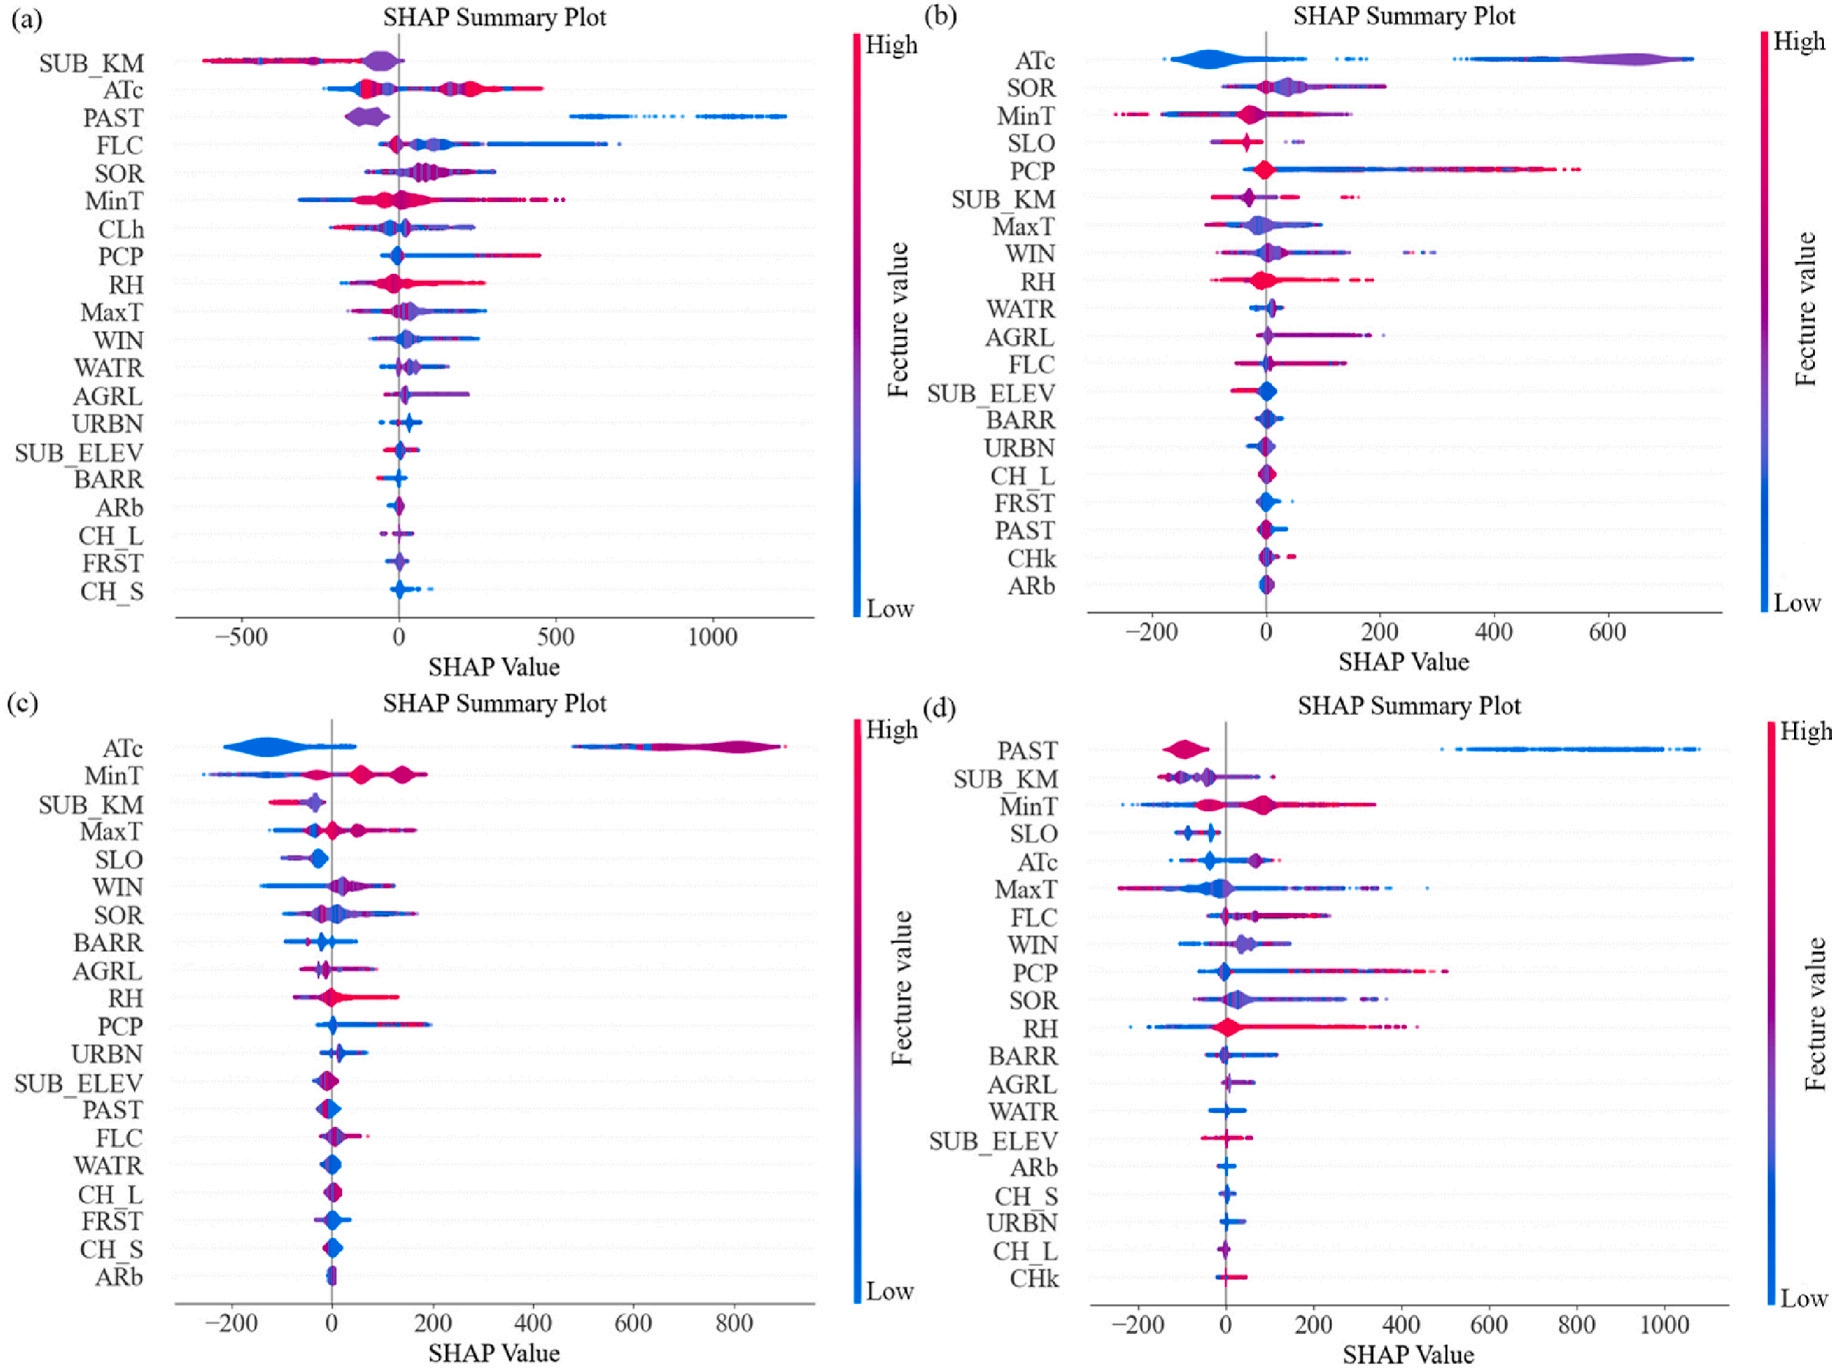 (a)
SHAP Summary Plot
SUB_KM
ATc
PAST
FLC
SOR
MinT
CLh
PCP
RH
MaxT
WIN
WATR
AGRL
URBN
SUB_ELEV
BARR
ARb
CH_L
FRST
CH_S
−500 0 500 1000
SHAP Value
High
Fecture value
Low
(b)
SHAP Summary Plot
ATc
SOR
MinT
SLO
PCP
SUB_KM
MaxT
WIN
RH
WATR
AGRL
FLC
SUB_ELEV
BARR
URBN
CH_L
FRST
PAST
CHk
ARb
−200 0 200 400 600
SHAP Value
High
Fecture value
Low
(c)
SHAP Summary Plot
ATc
MinT
SUB_KM
MaxT
SLO
WIN
SOR
BARR
AGRL
RH
PCP
URBN
SUB_ELEV
PAST
FLC
WATR
CH_L
FRST
CH_S
ARb
−200 0 200 400 600 800
SHAP Value
High
Fecture value
Low
(d)
SHAP Summary Plot
PAST
SUB_KM
MinT
SLO
ATc
MaxT
FLC
WIN
PCP
SOR
RH
BARR
AGRL
WATR
SUB_ELEV
ARb
CH_S
URBN
CH_L
CHk
−200 0 200 400 600 800 1000
SHAP Value
High
Fecture value
Low